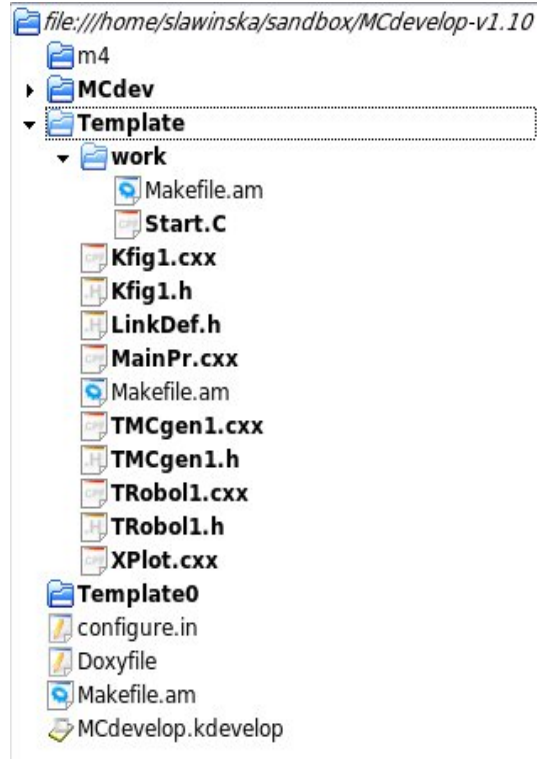 file:///home/slawinska/sandbox/MCdevelop-v1.10
m4
MCdev
Template
work
Makefile.am
Start.C
Kfig1.cxx
Kfig1.h
LinkDef.h
MainPr.cxx
Makefile.am
TMCgen1.cxx
TMCgen1.h
TRobol1.cxx
TRobol1.h
XPlot.cxx
Template0
configure.in
Doxyfile
Makefile.am
MCdevelop.kdevelop